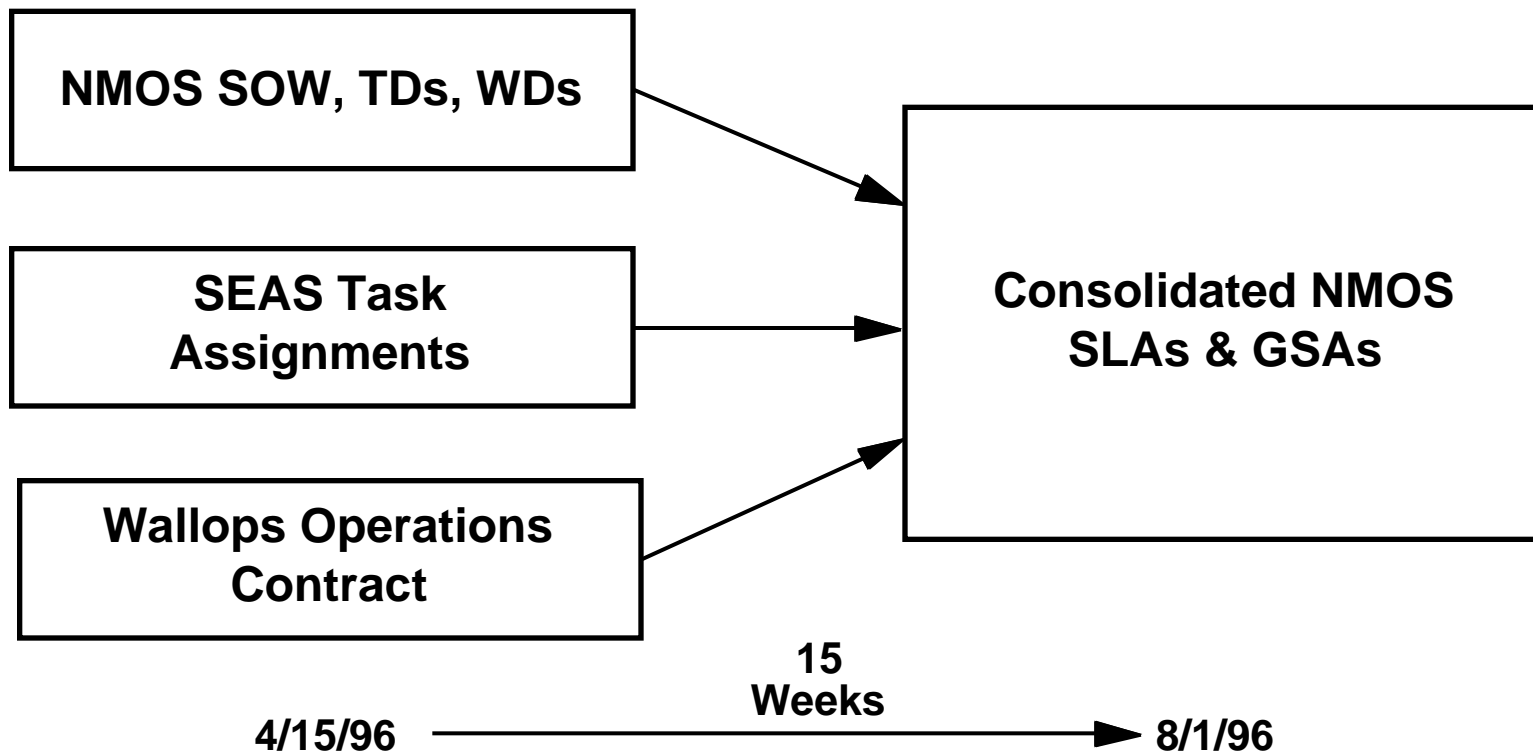 NMOS SOW, TDs, WDs
SEAS Task
Assignments
Wallops Operations
Contract
Consolidated NMOS
SLAs & GSAs
15
Weeks
4/15/96
8/1/96